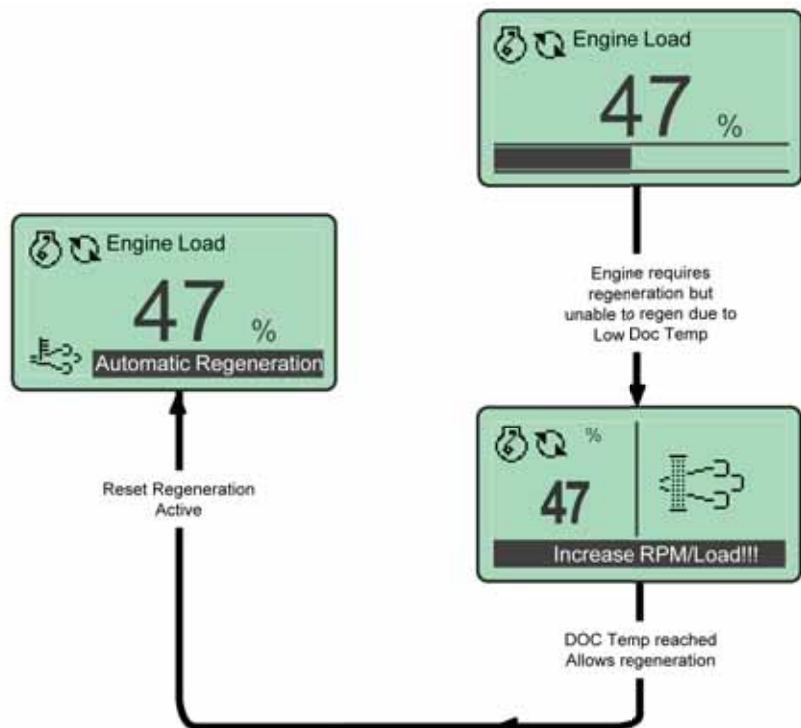 Engine Load
47 %
Engine requires
regeneration but
unable to regen due to
Low Doc Temp
Engine Load
47 %
Automatic Regeneration
%
47
Increase RPM/Load!!!
Reset Regeneration
Active
DOC Temp reached
Allows regeneration